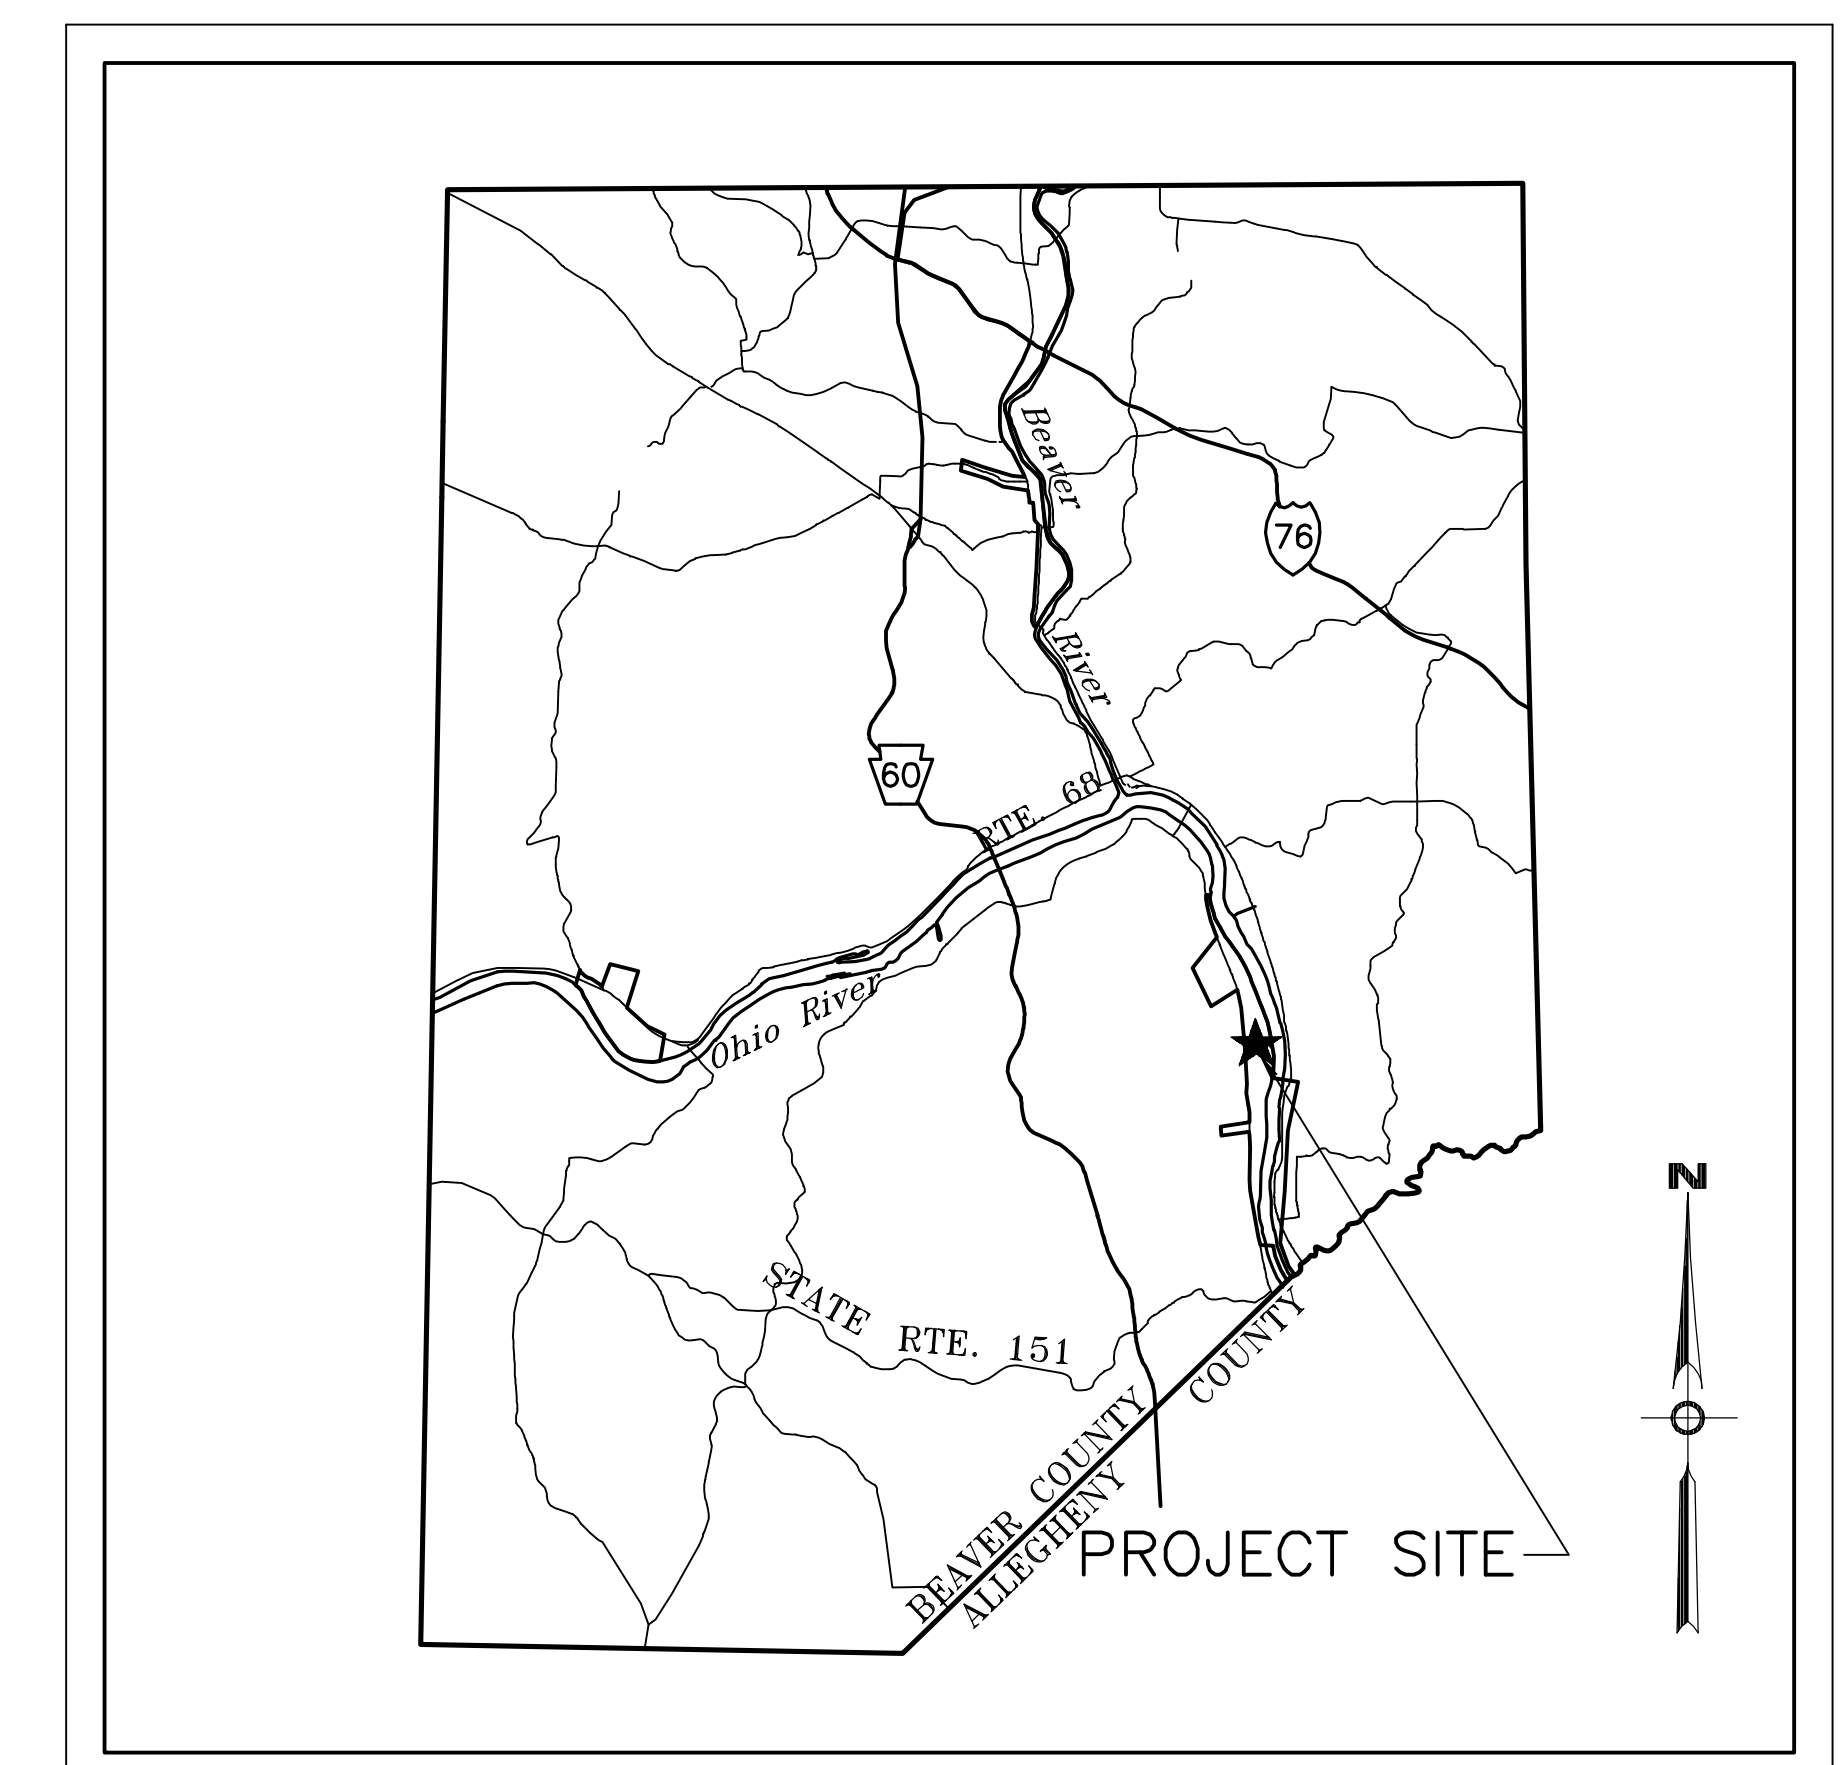 Beaver
76
River
60
RTE. 68
Ohio River
N
STATE RTE. 151
BEAVER COUNTY
ALLEGHENY COUNTY
PROJECT SITE